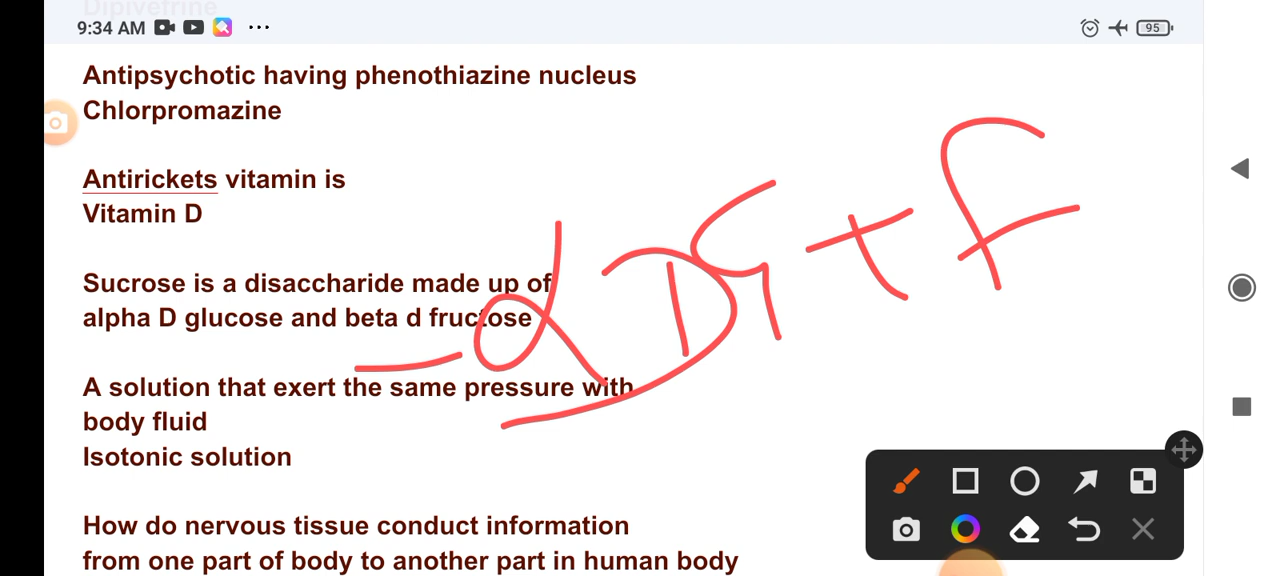 Dipivefrine
9:34 AM
95
Antipsychotic having phenothiazine nucleus
Chlorpromazine
Antirickets vitamin is
Vitamin D
Sucrose is a disaccharide made up of
alpha D glucose and beta d fructose
α DG + F
A solution that exert the same pressure with
body fluid
Isotonic solution
How do nervous tissue conduct information
from one part of body to another part in human body